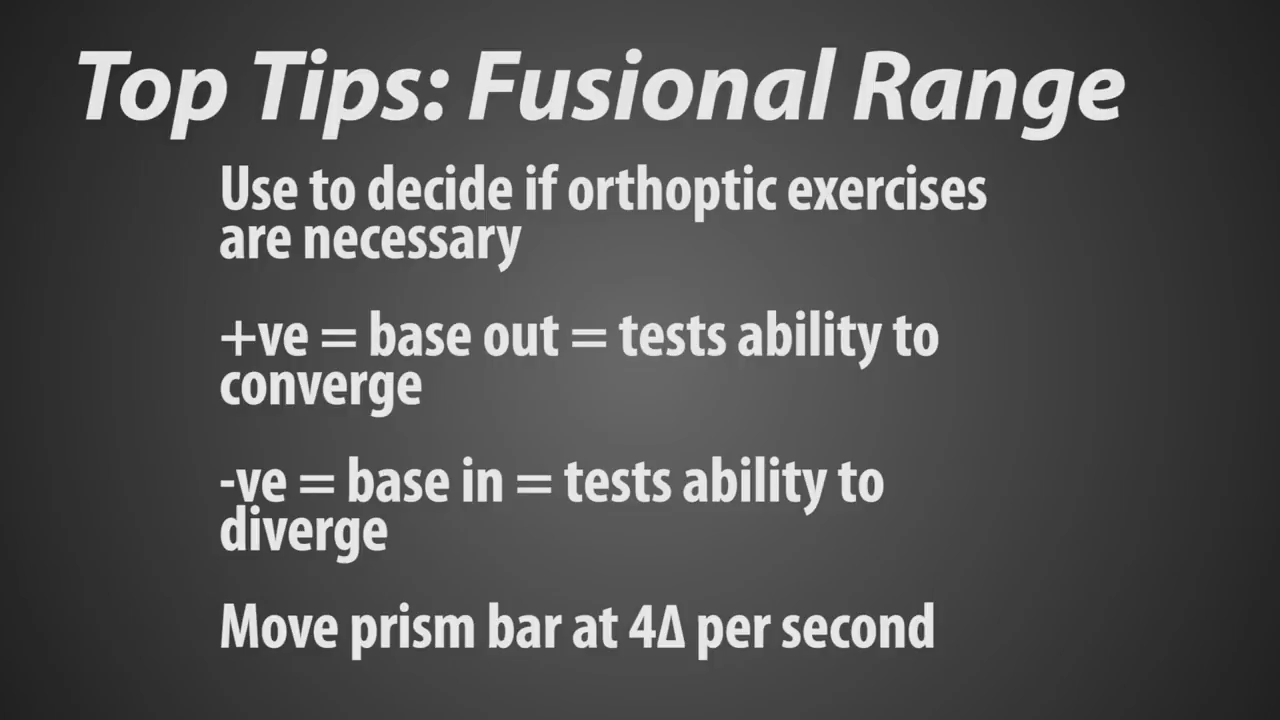 Top Tips: Fusional Range
Use to decide if orthoptic exercises
are necessary
+ve = base out = tests ability to
converge
-ve = base in = tests ability to
diverge
Move prism bar at 4Δ per second